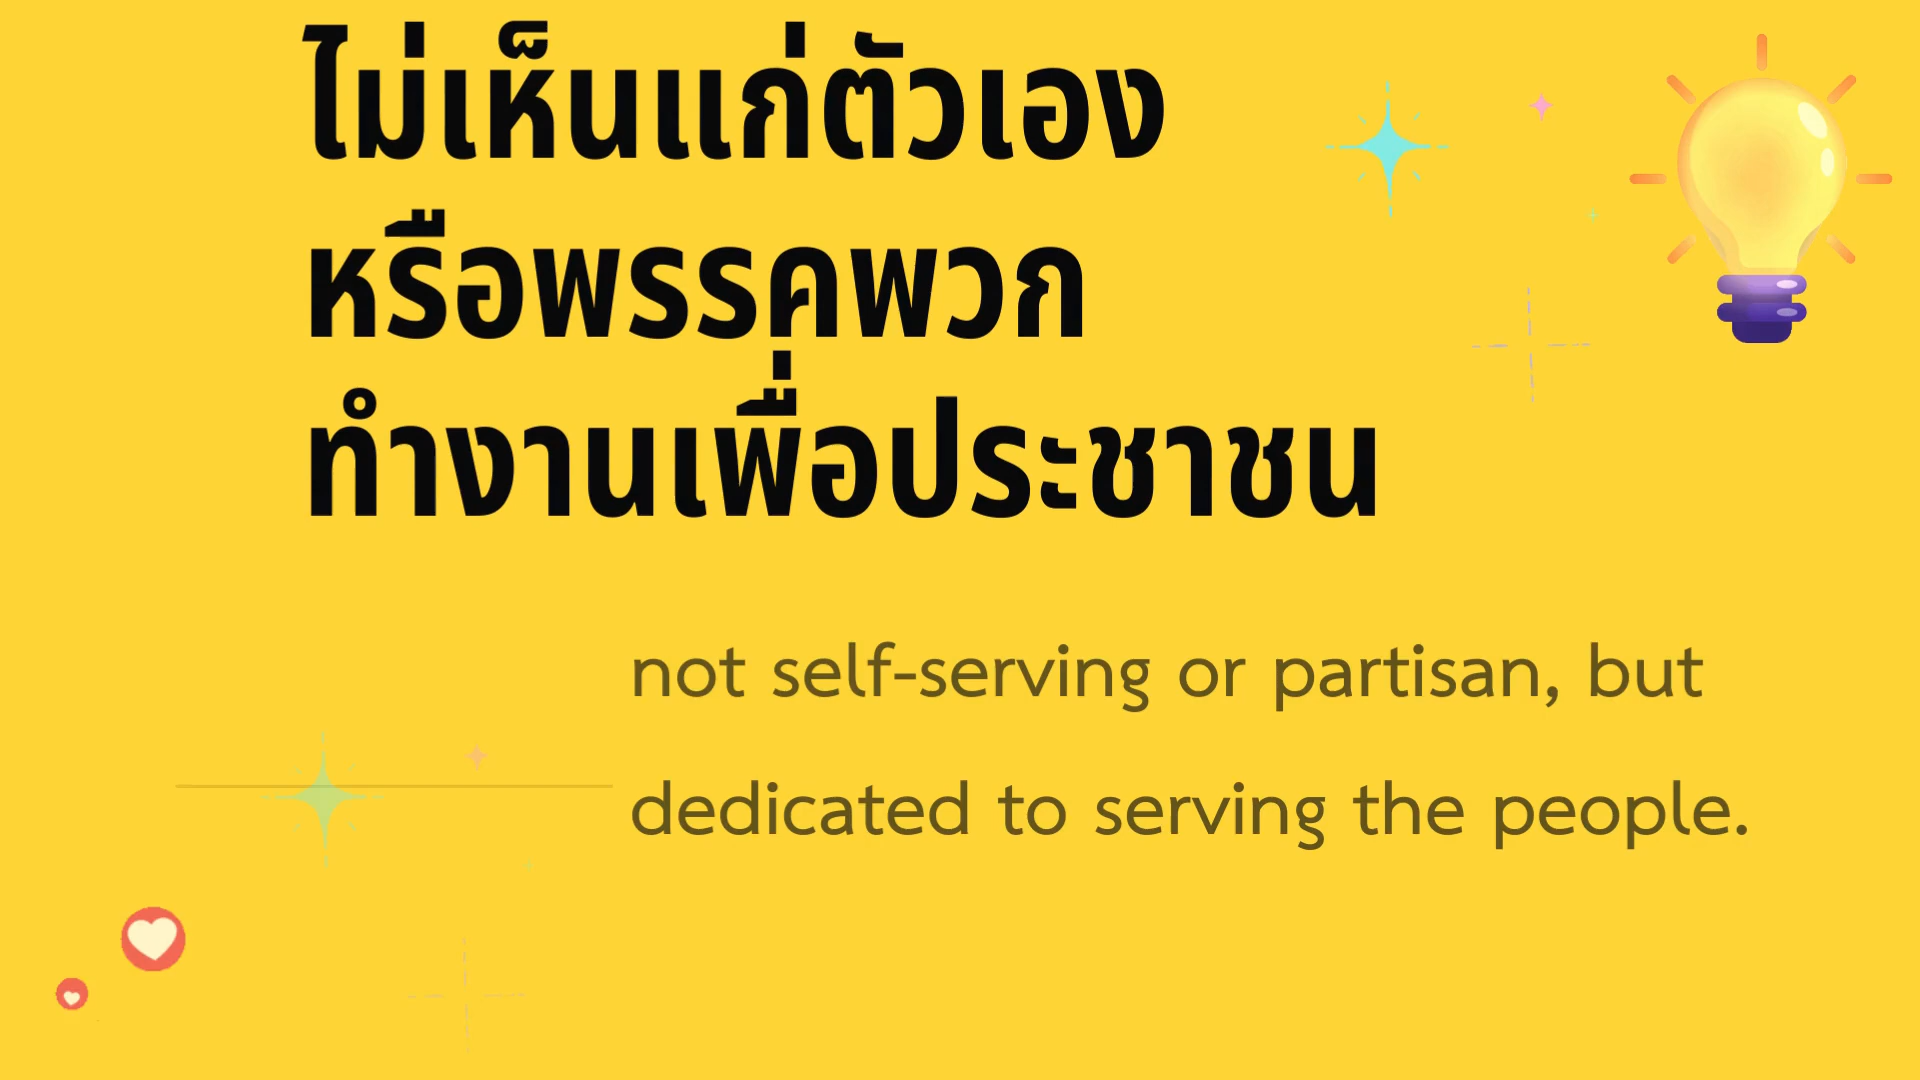 ไม่เห็นแก่ตัวเอง
หรือพรรคพวก
ทำงานเพื่อประชาชน
not self-serving or partisan, but
dedicated to serving the people.